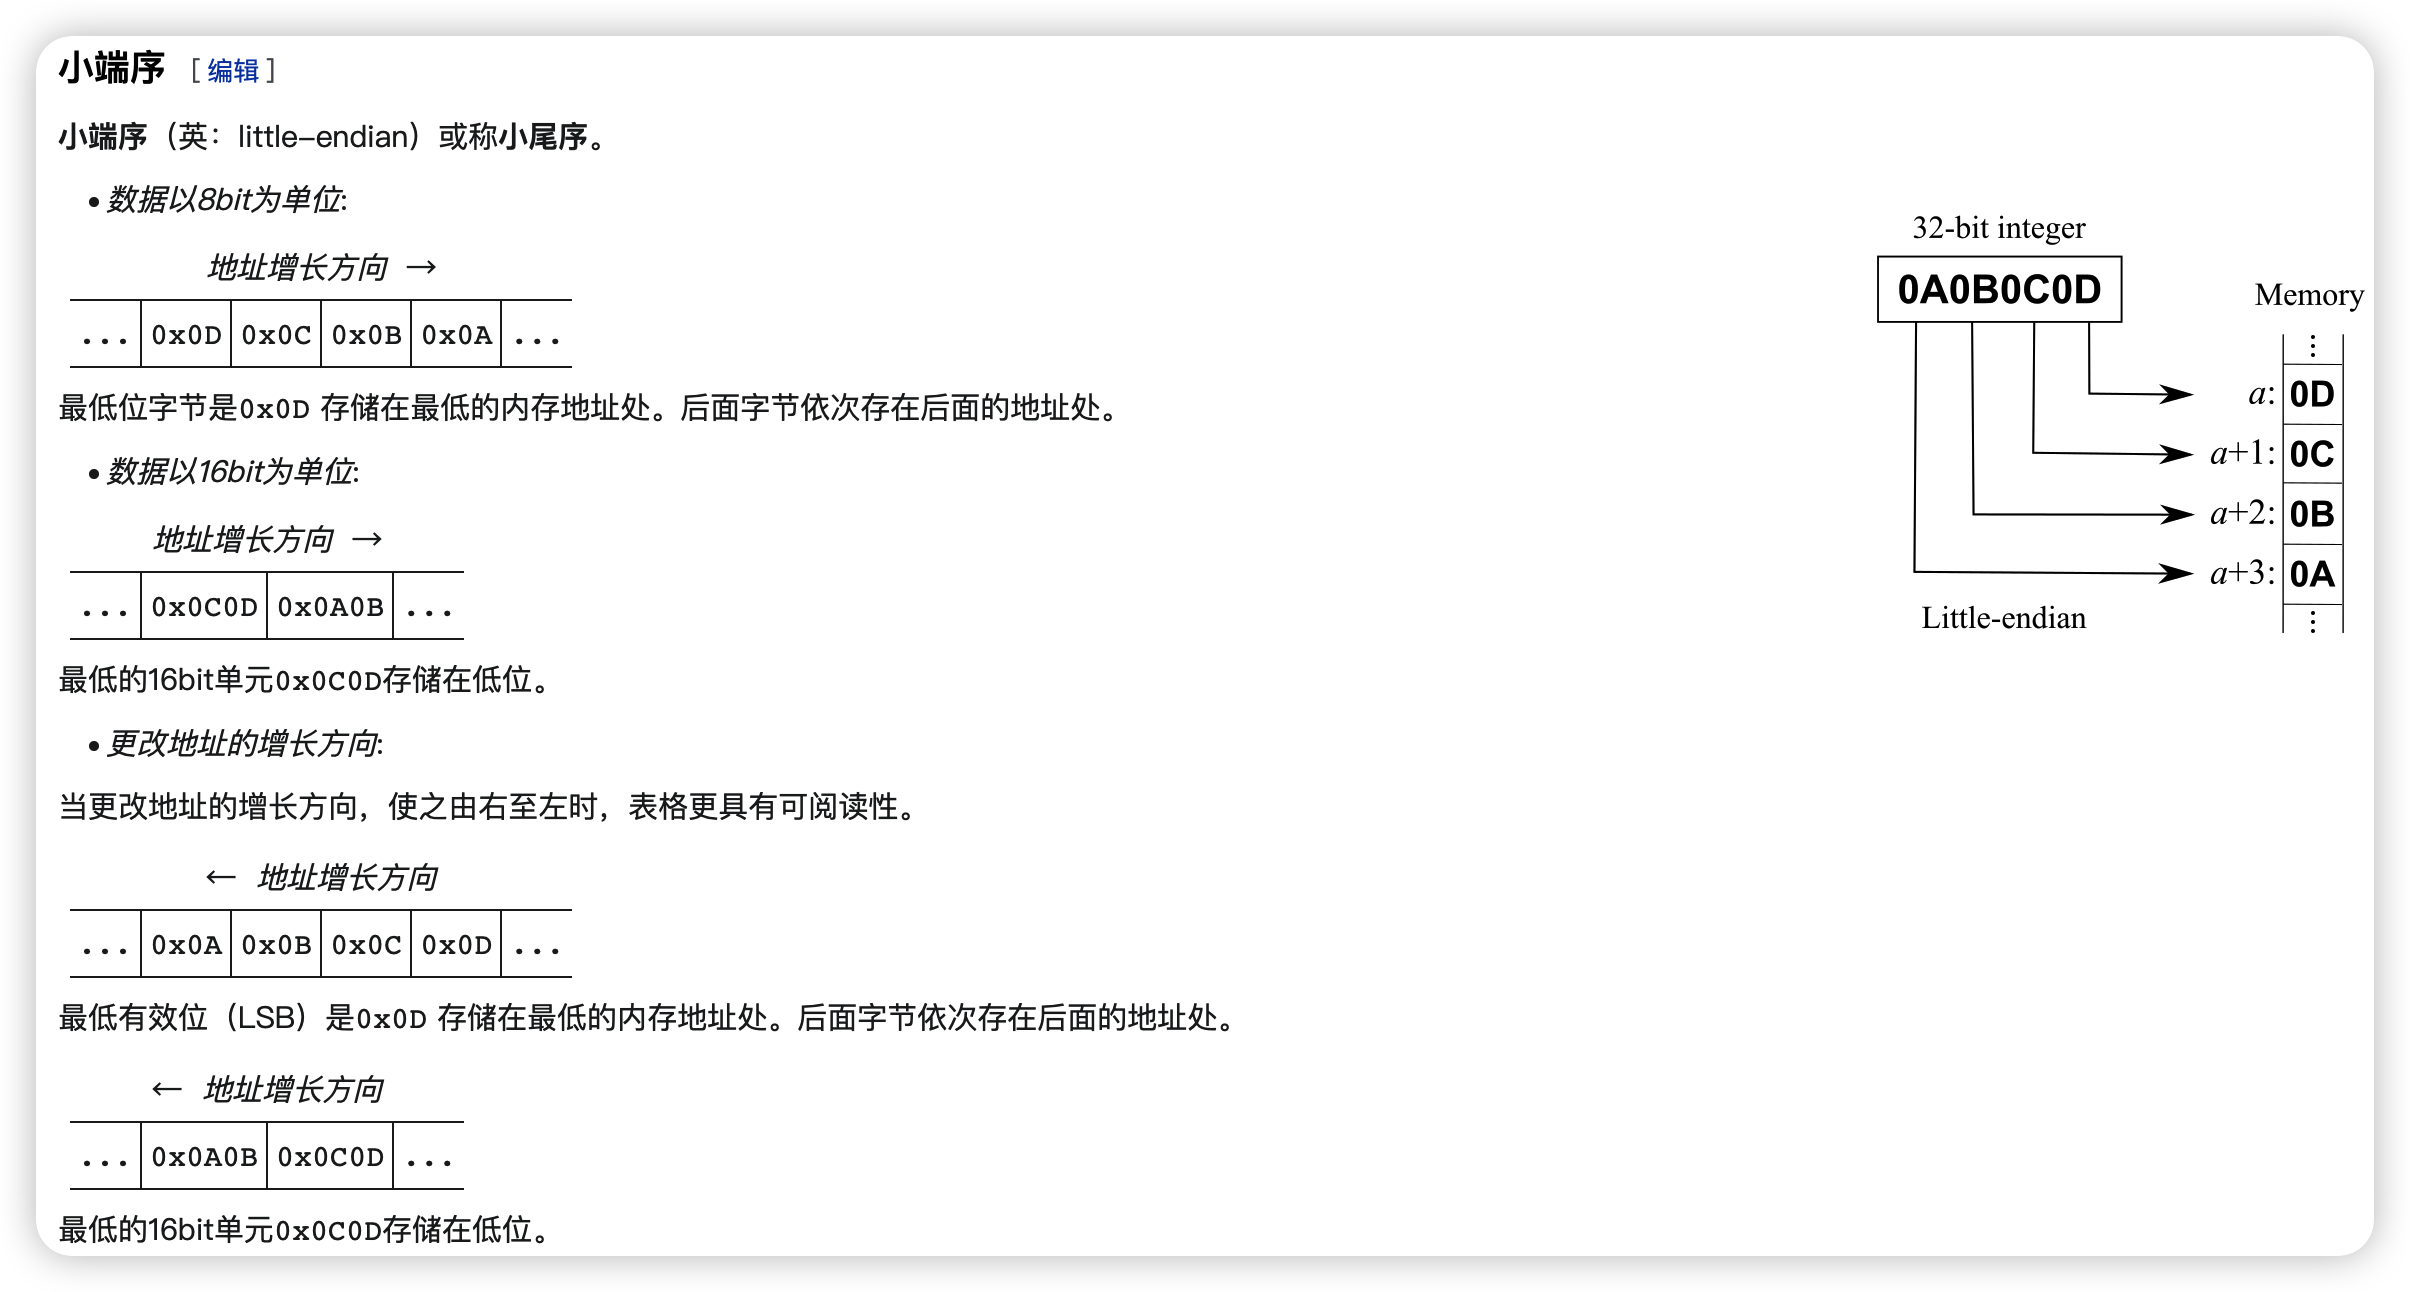 小端序 [编辑]
小端序（英：little-endian）或称小尾序。
• 数据以8bit为单位:
地址增长方向 →
... 0x0D 0x0C 0x0B 0x0A ...
最低位字节是0x0D 存储在最低的内存地址处。后面字节依次存在后面的地址处。
• 数据以16bit为单位:
地址增长方向 →
... 0x0C0D 0x0A0B ...
最低的16bit单元0x0C0D存储在低位。
• 更改地址的增长方向:
当更改地址的增长方向，使之由右至左时，表格更具有可阅读性。
← 地址增长方向
... 0x0A 0x0B 0x0C 0x0D ...
最低有效位（LSB）是0x0D 存储在最低的内存地址处。后面字节依次存在后面的地址处。
← 地址增长方向
... 0x0A0B 0x0C0D ...
最低的16bit单元0x0C0D存储在低位。
32-bit integer
0A0B0C0D
Memory
⋮
a: 0D
a+1: 0C
a+2: 0B
a+3: 0A
⋮
Little-endian